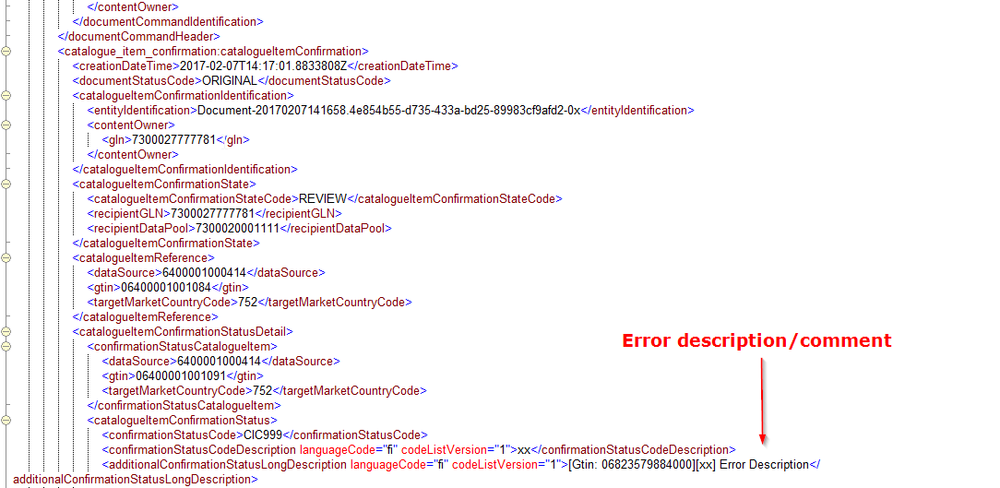 </contentOwner>
</documentCommandIdentification>
</documentCommandHeader>
<catalogue_item_confirmation:catalogueItemConfirmation>
<creationDateTime>2017-02-07T14:17:01.8833808Z</creationDateTime>
<documentStatusCode>ORIGINAL</documentStatusCode>
<catalogueItemConfirmationIdentification>
<entityIdentification>Document-20170207141658.4e854b55-d735-433a-bd25-89983cf9afd2-0x</entityIdentification>
<contentOwner>
<gln>7300027777781</gln>
</contentOwner>
</catalogueItemConfirmationIdentification>
<catalogueItemConfirmationState>
<catalogueItemConfirmationStateCode>REVIEW</catalogueItemConfirmationStateCode>
<recipientGLN>7300027777781</recipientGLN>
<recipientDataPool>7300020001111</recipientDataPool>
</catalogueItemConfirmationState>
<catalogueItemReference>
<dataSource>6400001000414</dataSource>
<gtin>06400001001084</gtin>
<targetMarketCountryCode>752</targetMarketCountryCode>
</catalogueItemReference>
<catalogueItemConfirmationStatusDetail>
<confirmationStatusCatalogueItem>
Error description/comment
<dataSource>6400001000414</dataSource>
<gtin>06400001001091</gtin>
<targetMarketCountryCode>752</targetMarketCountryCode>
</confirmationStatusCatalogueItem>
<catalogueItemConfirmationStatus>
<confirmationStatusCode>CIC999</confirmationStatusCode>
<confirmationStatusCodeDescription languageCode="fi" codeListVersion="1">xx</confirmationStatusCodeDescription>
<additionalConfirmationStatusLongDescription languageCode="fi" codeListVersion="1">[Gtin: 06823579884000][xx] Error Description</
additionalConfirmationStatusLongDescription>